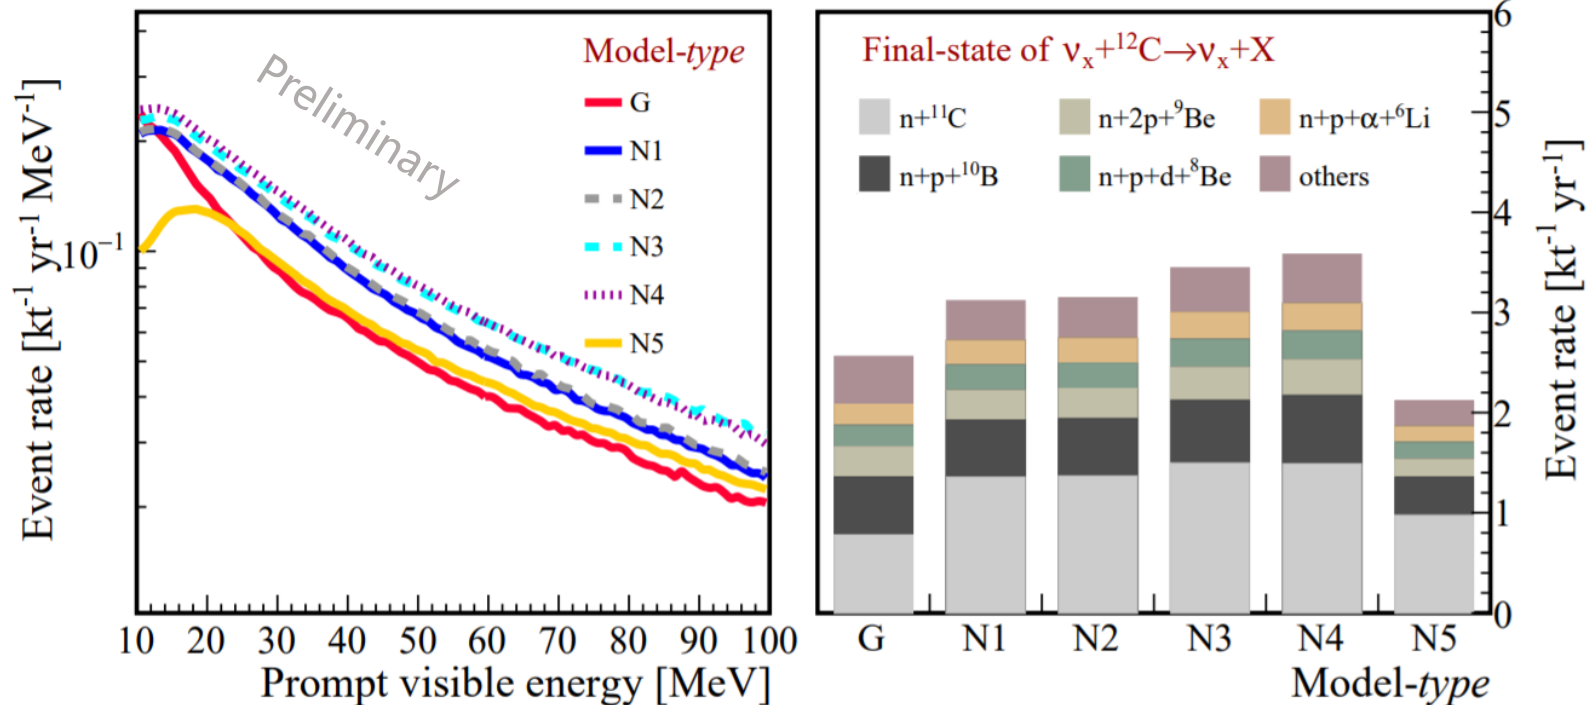 Event rate [kt⁻¹ yr⁻¹ MeV⁻¹]
10⁻¹
Preliminary
Model-type
G
N1
N2
N3
N4
N5
10 20 30 40 50 60 70 80 90 100
Prompt visible energy [MeV]
Final-state of νₓ+¹²C→νₓ+X
n+¹¹C
n+2p+⁹Be
n+p+α+⁶Li
n+p+¹⁰B
n+p+d+⁸Be
others
6
5
4
3
2
1
0
Event rate [kt⁻¹ yr⁻¹]
G N1 N2 N3 N4 N5
Model-type